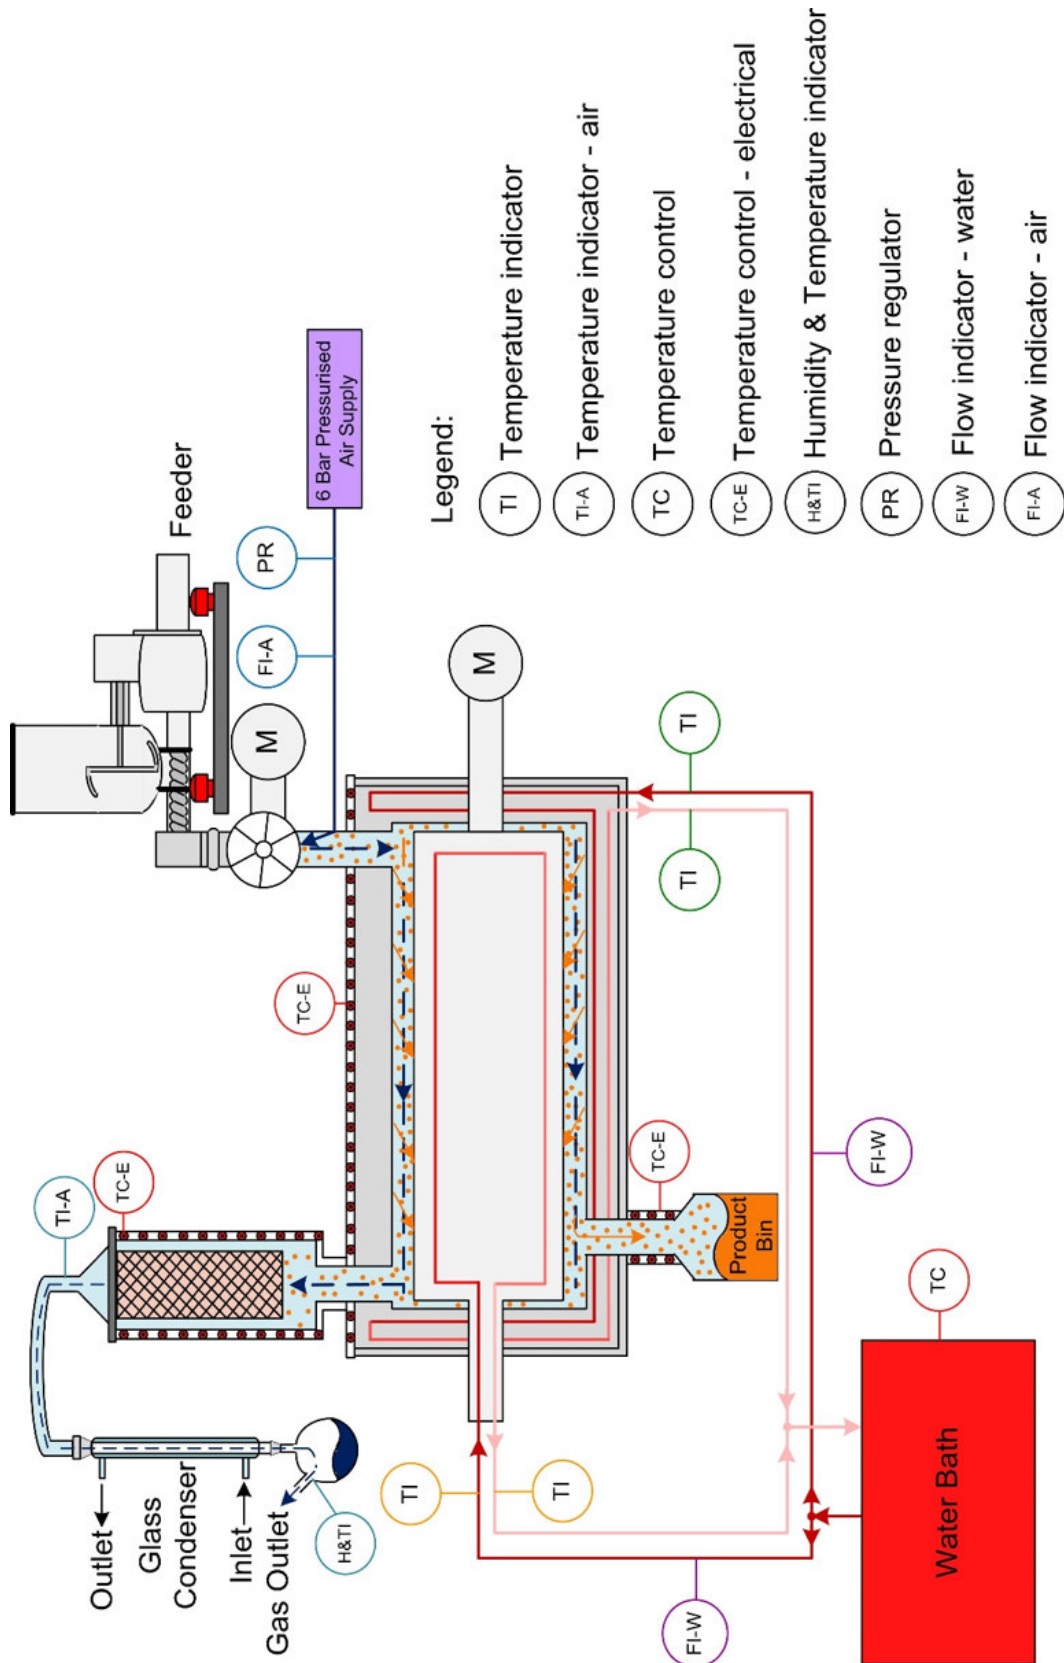 Outlet
Glass
Condenser
Inlet
Gas Outlet
H&TI
TI-A
TC-E
TC-E
Feeder
M
FI-A
PR
6 Bar Pressurised
Air Supply
M
TI
TI
TC-E
Product
Bin
TI
TI
FI-W
FI-W
TC
Water Bath
Legend:
TI Temperature indicator
TI-A Temperature indicator - air
TC Temperature control
TC-E Temperature control - electrical
H&TI Humidity & Temperature indicator
PR Pressure regulator
FI-W Flow indicator - water
FI-A Flow indicator - air